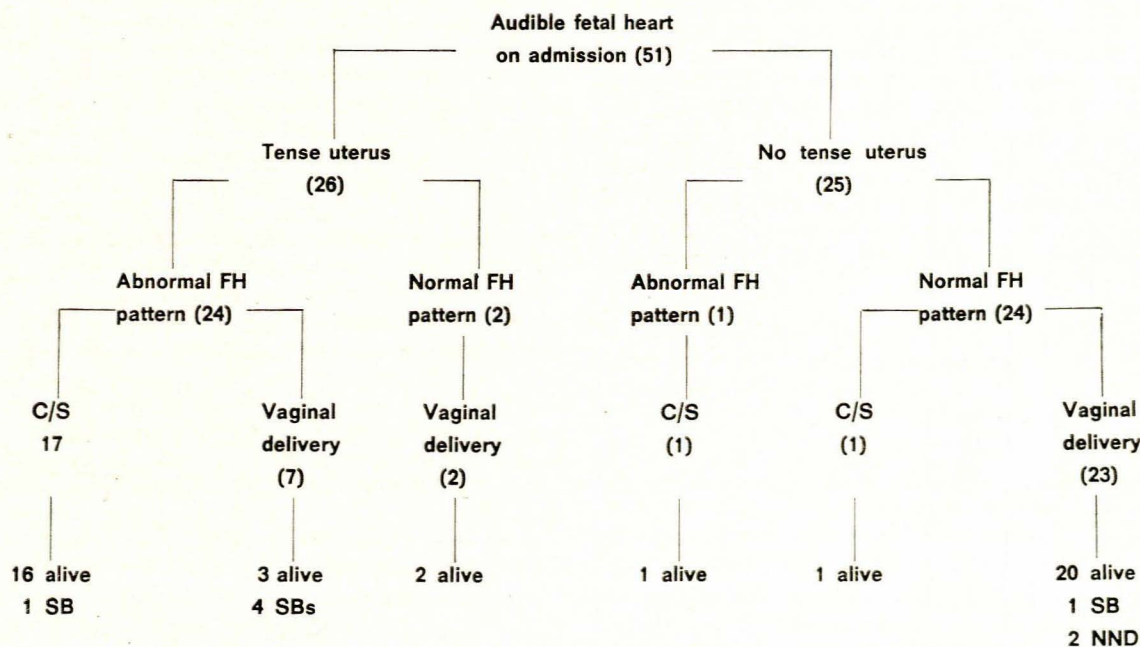 Audible fetal heart
on admission (51)
Tense uterus
(26)
No tense uterus
(25)
Abnormal FH
pattern (24)
Normal FH
pattern (2)
Abnormal FH
pattern (1)
Normal FH
pattern (24)
C/S
17
Vaginal
delivery
(7)
Vaginal
delivery
(2)
C/S
(1)
C/S
(1)
Vaginal
delivery
(23)
16 alive
1 SB
3 alive
4 SBs
2 alive
1 alive
1 alive
20 alive
1 SB
2 NND